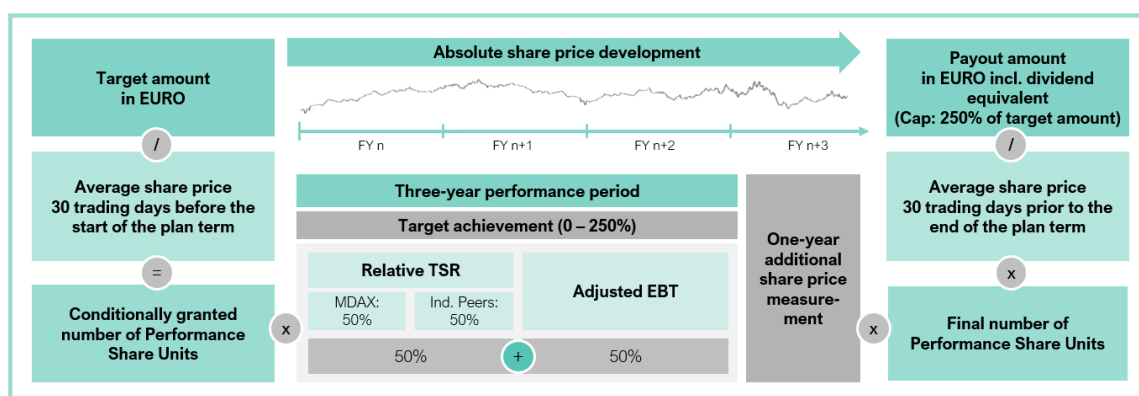 Target amount
in EURO
/
Average share price
30 trading days before the
start of the plan term
=
Conditionally granted
number of Performance
Share Units
x
Absolute share price development
FY n
FY n+1
FY n+2
FY n+3
Three-year performance period
Target achievement (0 – 250%)
Relative TSR
MDAX:
50%
Ind. Peers:
50%
Adjusted EBT
50%
+
50%
One-year
additional
share price
measure-
ment
x
Payout amount
in EURO incl. dividend
equivalent
(Cap: 250% of target amount)
/
Average share price
30 trading days prior to the
end of the plan term
x
Final number of
Performance Share Units